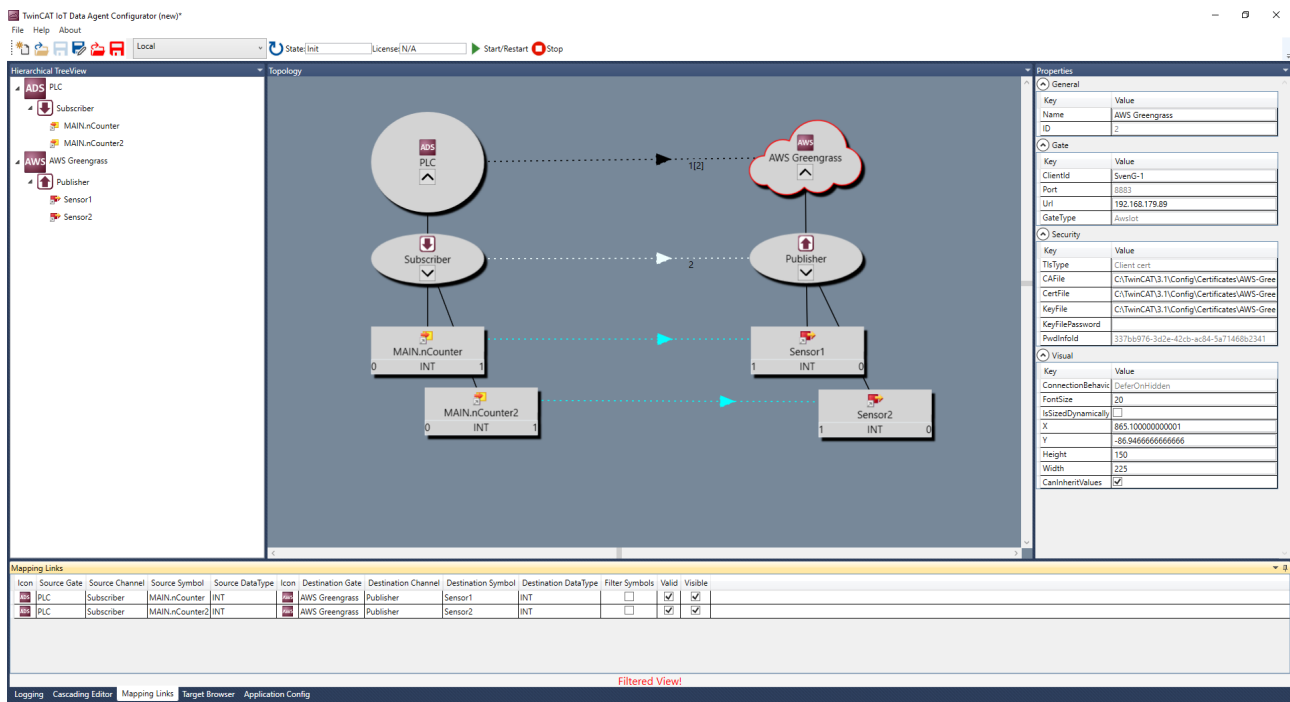 TwinCAT IoT Data Agent Configurator (new)*
File Help About
Local State: Init License: N/A Start/Restart Stop
Hierarchical TreeView
ADS PLC
Subscriber
MAIN.nCounter
MAIN.nCounter2
AWS AWS Greengrass
Publisher
Sensor1
Sensor2
Topology
ADS
PLC
1[2]
AWS
AWS Greengrass
Subscriber
2
Publisher
MAIN.nCounter
0 INT 1
Sensor1
1 INT 0
MAIN.nCounter2
0 INT 1
Sensor2
1 INT 0
Properties
General
Key Value
Name AWS Greengrass
ID 2
Gate
Key Value
ClientId SvenG-1
Port 8883
Url 192.168.179.89
GateType AwsIot
Security
Key Value
TlsType Client cert
CAFile C:\TwinCAT\3.1\Config\Certificates\AWS-Gree
CertFile C:\TwinCAT\3.1\Config\Certificates\AWS-Gree
KeyFile C:\TwinCAT\3.1\Config\Certificates\AWS-Gree
KeyFilePassword
PwdInfoId 337bb976-3d2e-42cb-ac84-5a71468b2341
Visual
Key Value
ConnectionBehavic DeferOnHidden
FontSize 20
IsSizedDynamically
X 865.100000000001
Y -86.9466666666666
Height 150
Width 225
CanInheritValues
Mapping Links
Icon Source Gate Source Channel Source Symbol Source DataType Icon Destination Gate Destination Channel Destination Symbol Destination DataType Filter Symbols Valid Visible
ADS PLC Subscriber MAIN.nCounter INT AWS AWS Greengrass Publisher Sensor1 INT
ADS PLC Subscriber MAIN.nCounter2 INT AWS AWS Greengrass Publisher Sensor2 INT
Filtered View!
Logging Cascading Editor Mapping Links Target Browser Application Config